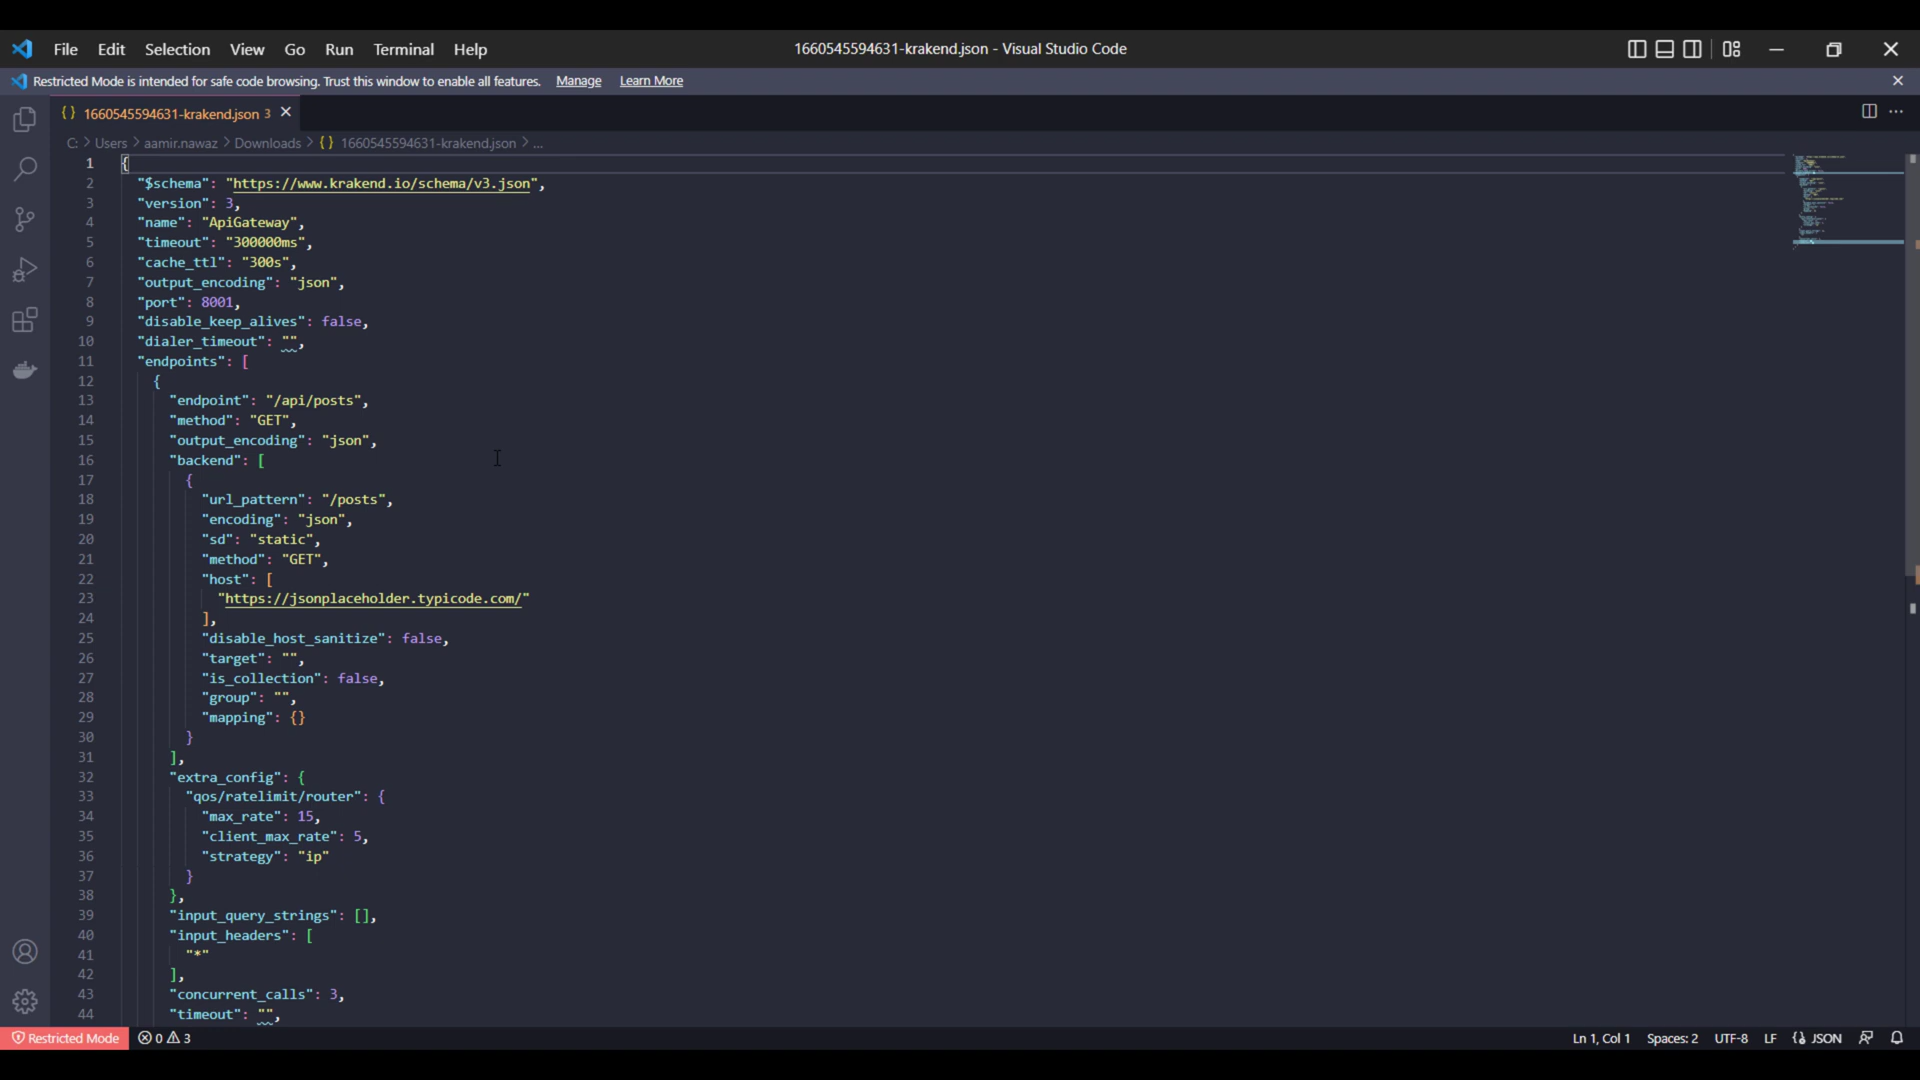 File Edit Selection View Go Run Terminal Help 1660545594631-krakend.json - Visual Studio Code
Restricted Mode is intended for safe code browsing. Trust this window to enable all features. Manage Learn More
{} 1660545594631-krakend.json 3
C: > Users > aamir.nawaz > Downloads > {} 1660545594631-krakend.json > ...
1 {
2 "$schema": "https://www.krakend.io/schema/v3.json",
3 "version": 3,
4 "name": "ApiGateway",
5 "timeout": "300000ms",
6 "cache_ttl": "300s",
7 "output_encoding": "json",
8 "port": 8001,
9 "disable_keep_alives": false,
10 "dialer_timeout": "",
11 "endpoints": [
12 {
13 "endpoint": "/api/posts",
14 "method": "GET",
15 "output_encoding": "json",
16 "backend": [
17 {
18 "url_pattern": "/posts",
19 "encoding": "json",
20 "sd": "static",
21 "method": "GET",
22 "host": [
23 "https://jsonplaceholder.typicode.com/"
24 ],
25 "disable_host_sanitize": false,
26 "target": "",
27 "is_collection": false,
28 "group": "",
29 "mapping": {}
30 }
31 ],
32 "extra_config": {
33 "qos/ratelimit/router": {
34 "max_rate": 15,
35 "client_max_rate": 5,
36 "strategy": "ip"
37 }
38 },
39 "input_query_strings": [],
40 "input_headers": [
41 "*"
42 ],
43 "concurrent_calls": 3,
44 "timeout": "",
Restricted Mode 0 3 Ln 1, Col 1 Spaces: 2 UTF-8 LF JSON